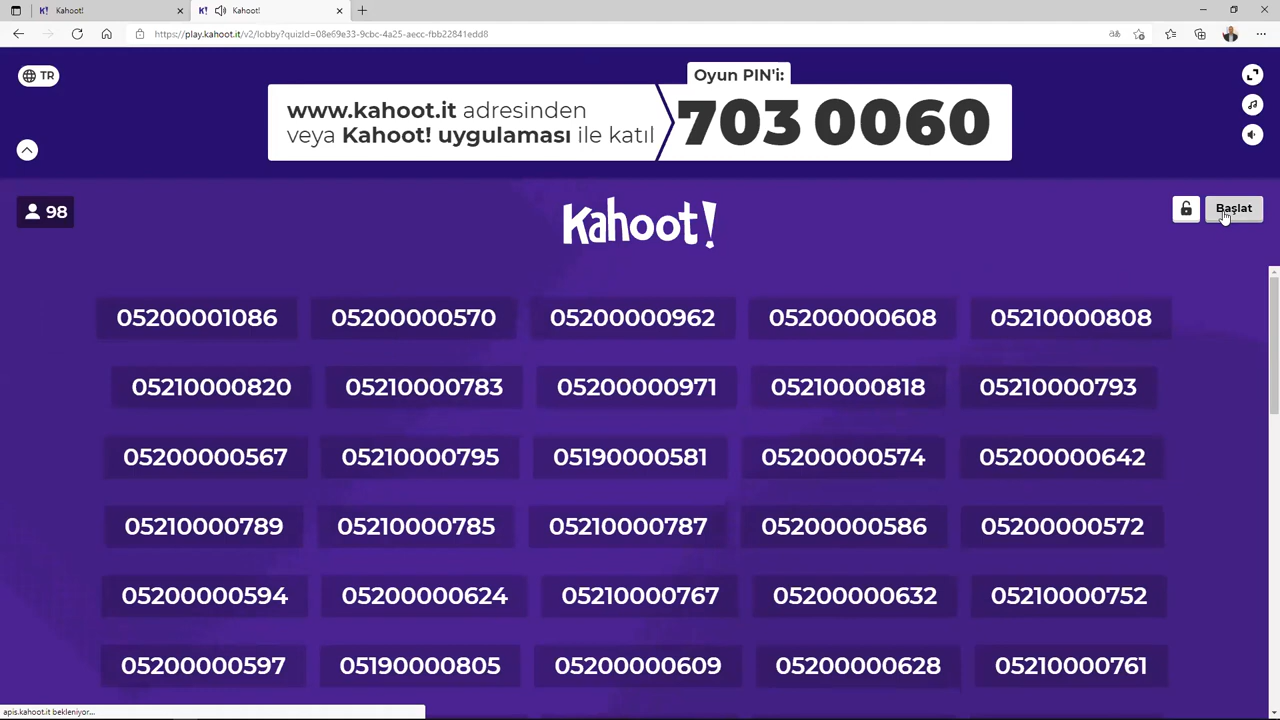 Kahoot!
Kahoot!
https://play.kahoot.it/v2/lobby?quizId=08e69e33-9cbc-4a25-aecc-fbb22841edd8
TR
Oyun PIN'i:
www.kahoot.it adresinden
veya Kahoot! uygulaması ile katıl
703 0060
98
Kahoot!
Başlat
05200001086 05200000570 05200000962 05200000608 05210000808
05210000820 05210000783 05200000971 05210000818 05210000793
05200000567 05210000795 05190000581 05200000574 05200000642
05210000789 05210000785 05210000787 05200000586 05200000572
05200000594 05200000624 05210000767 05200000632 05210000752
05200000597 05190000805 05200000609 05200000628 05210000761
apis.kahoot.it bekleniyor...